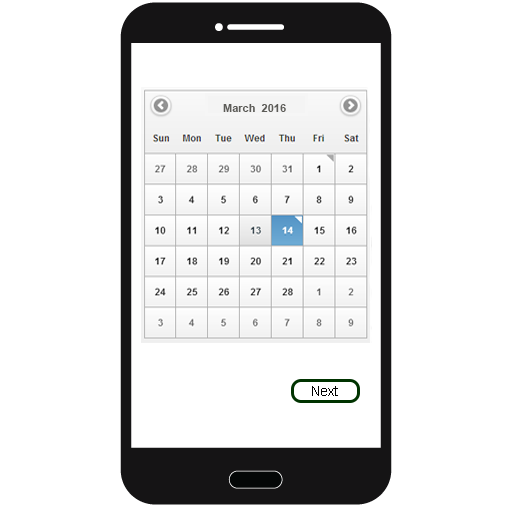 March 2016
Sun Mon Tue Wed Thu Fri Sat
27 28 29 30 31 1 2
3 4 5 6 7 8 9
10 11 12 13 14 15 16
17 18 19 20 21 22 23
24 25 26 27 28 1 2
3 4 5 6 7 8 9
Next